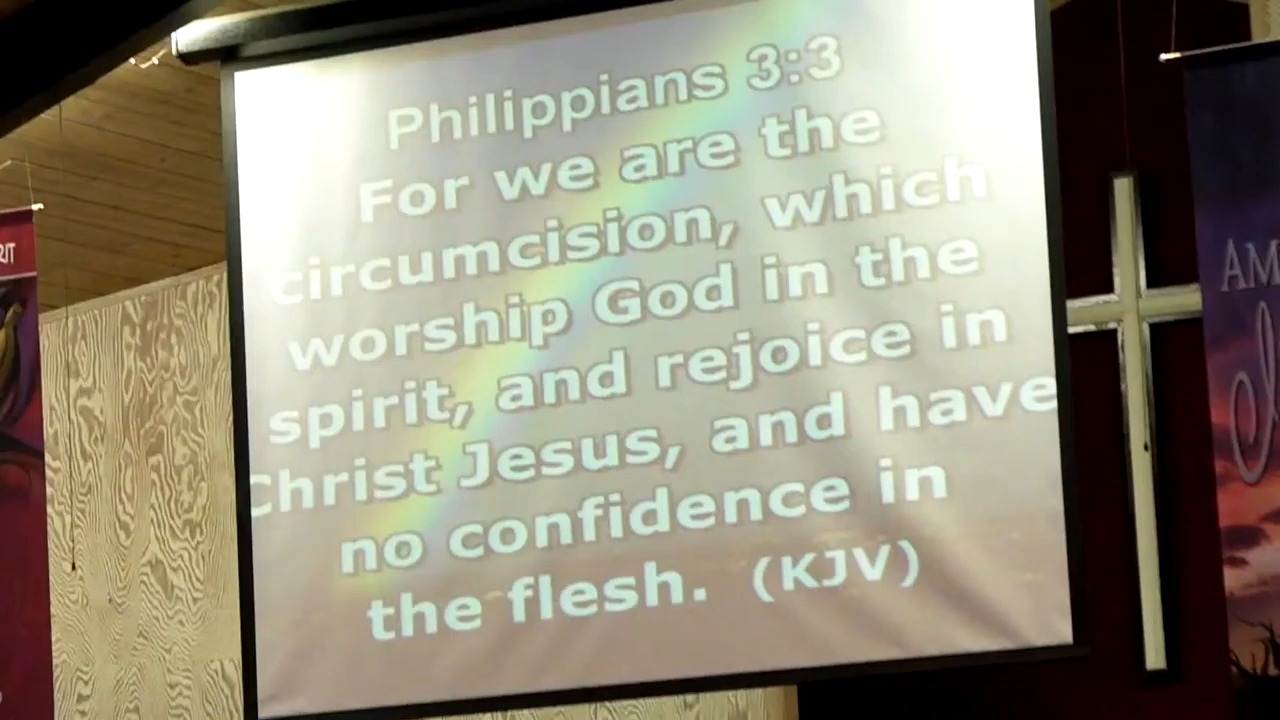 Philippians 3:3
For we are the
circumcision, which
worship God in the
spirit, and rejoice in
Christ Jesus, and have
no confidence in
the flesh. (KJV)